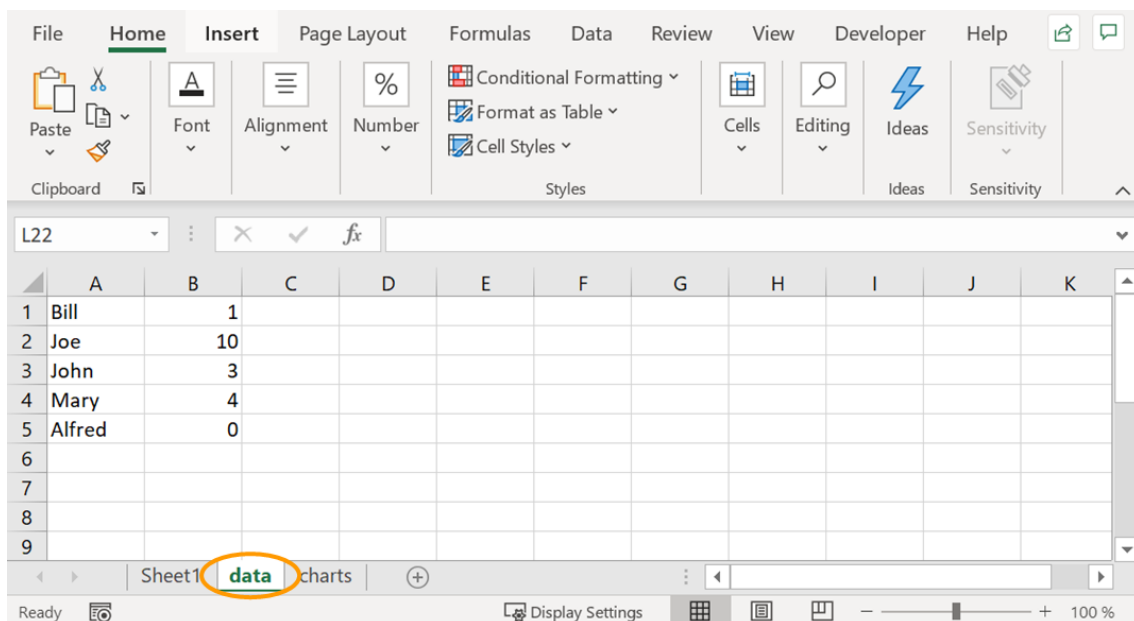 File Home Insert Page Layout Formulas Data Review View Developer Help
Conditional Formatting
Format as Table
Cell Styles
Paste Font Alignment Number Cells Editing Ideas Sensitivity
Clipboard Styles Ideas Sensitivity
L22 fx
A B C D E F G H I J K
1 Bill 1
2 Joe 10
3 John 3
4 Mary 4
5 Alfred 0
6
7
8
9
Sheet1 data charts
Ready Display Settings 100 %